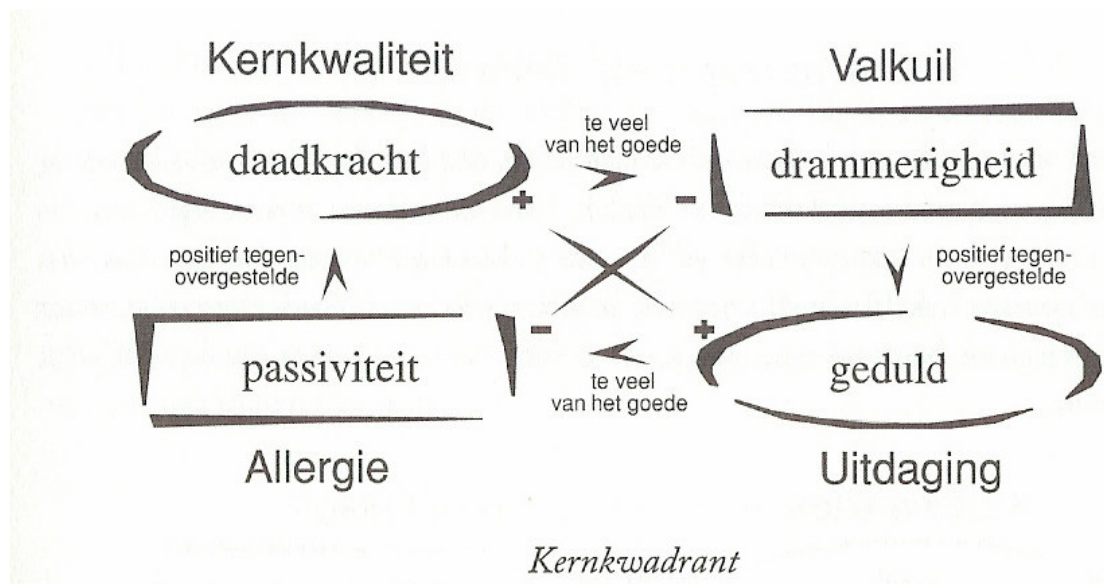 Kernkwaliteit
Valkuil
daadkracht
te veel
van het goede
drammerigheid
+
-
positief tegen-
overgestelde
positief tegen-
overgestelde
-
+
passiviteit
te veel
van het goede
geduld
Allergie
Uitdaging
Kernkwadrant